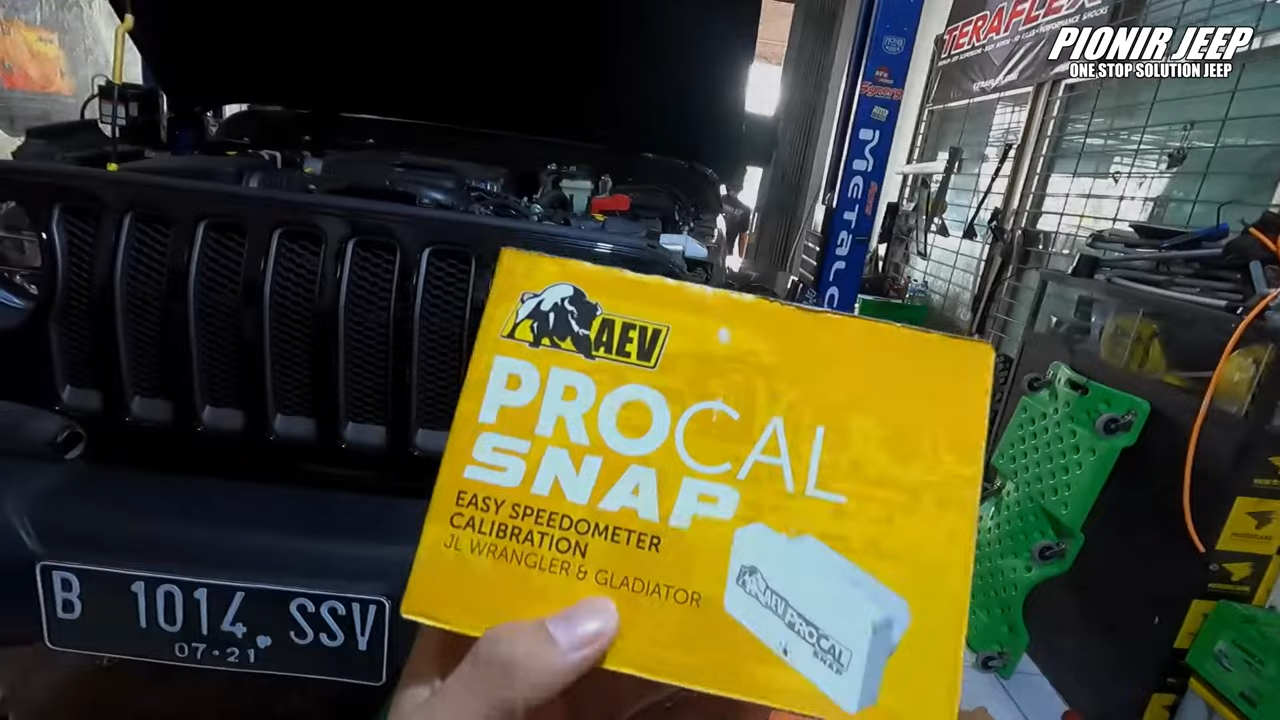 TERAFLEX
PIONIR JEEP
ONE STOP SOLUTION JEEP
Metalc
AEV
PROCAL
SNAP
EASY SPEEDOMETER
CALIBRATION
JL WRANGLER & GLADIATOR
AEV PROCAL
SNAP
B 1014 SSV
07·21